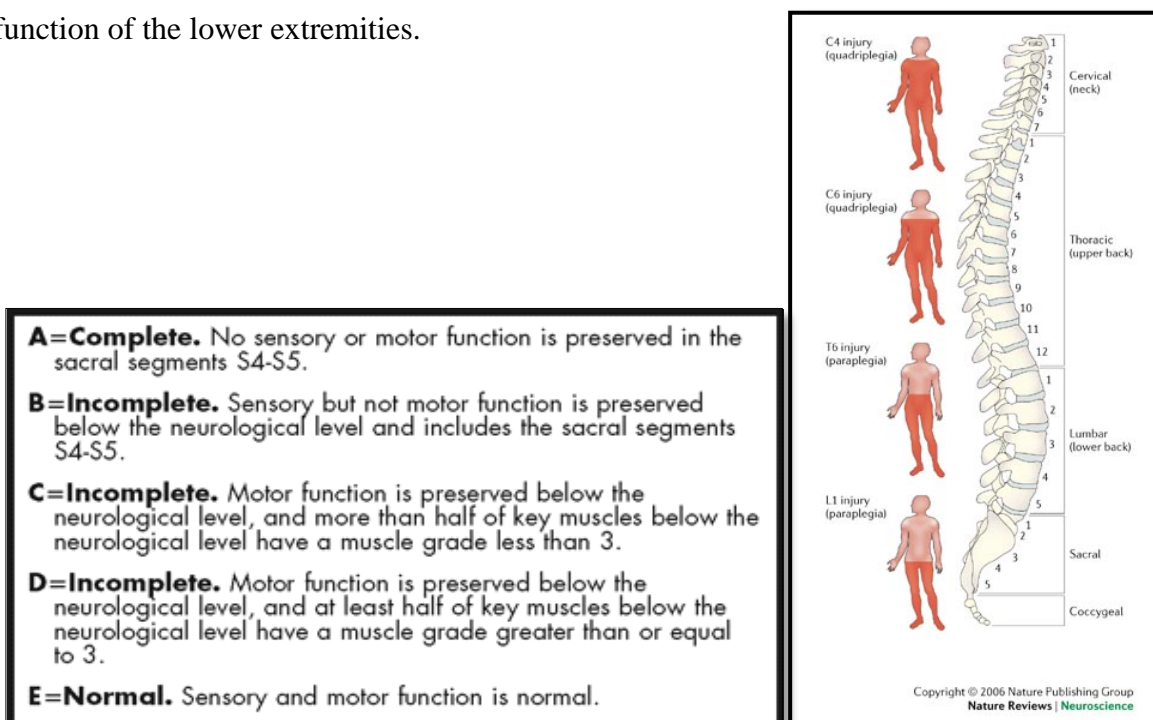 function of the lower extremities.
A=Complete. No sensory or motor function is preserved in the
sacral segments S4-S5.
B=Incomplete. Sensory but not motor function is preserved
below the neurological level and includes the sacral segments
S4-S5.
C=Incomplete. Motor function is preserved below the
neurological level, and more than half of key muscles below the
neurological level have a muscle grade less than 3.
D=Incomplete. Motor function is preserved below the
neurological level, and at least half of key muscles below the
neurological level have a muscle grade greater than or equal
to 3.
E=Normal. Sensory and motor function is normal.
C4 injury
(quadriplegia)
C6 injury
(quadriplegia)
T6 injury
(paraplegia)
L1 injury
(paraplegia)
1
2
3
4
5
6
7
Cervical
(neck)
1
2
3
4
5
6
7
8
9
10
11
12
Thoracic
(upper back)
1
2
3
4
5
Lumbar
(lower back)
1
2
3
4
5
Sacral
Coccygeal
Copyright © 2006 Nature Publishing Group
Nature Reviews | Neuroscience